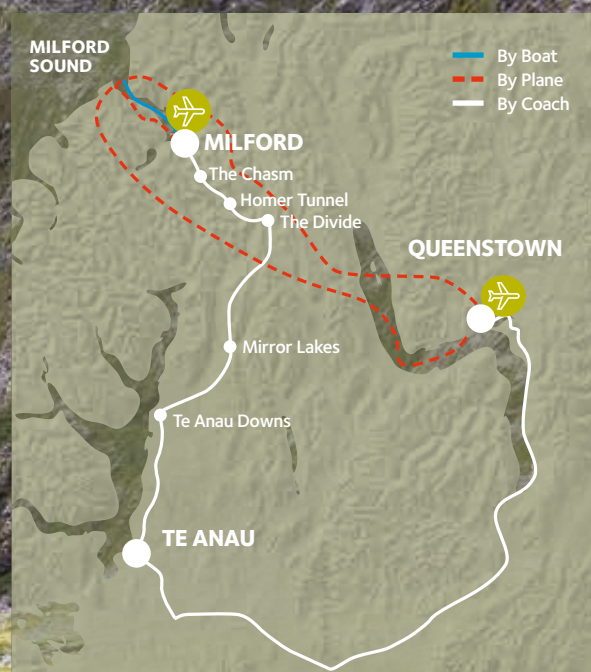 MILFORD
SOUND
By Boat
By Plane
By Coach
MILFORD
The Chasm
Homer Tunnel
The Divide
QUEENSTOWN
Mirror Lakes
Te Anau Downs
TE ANAU